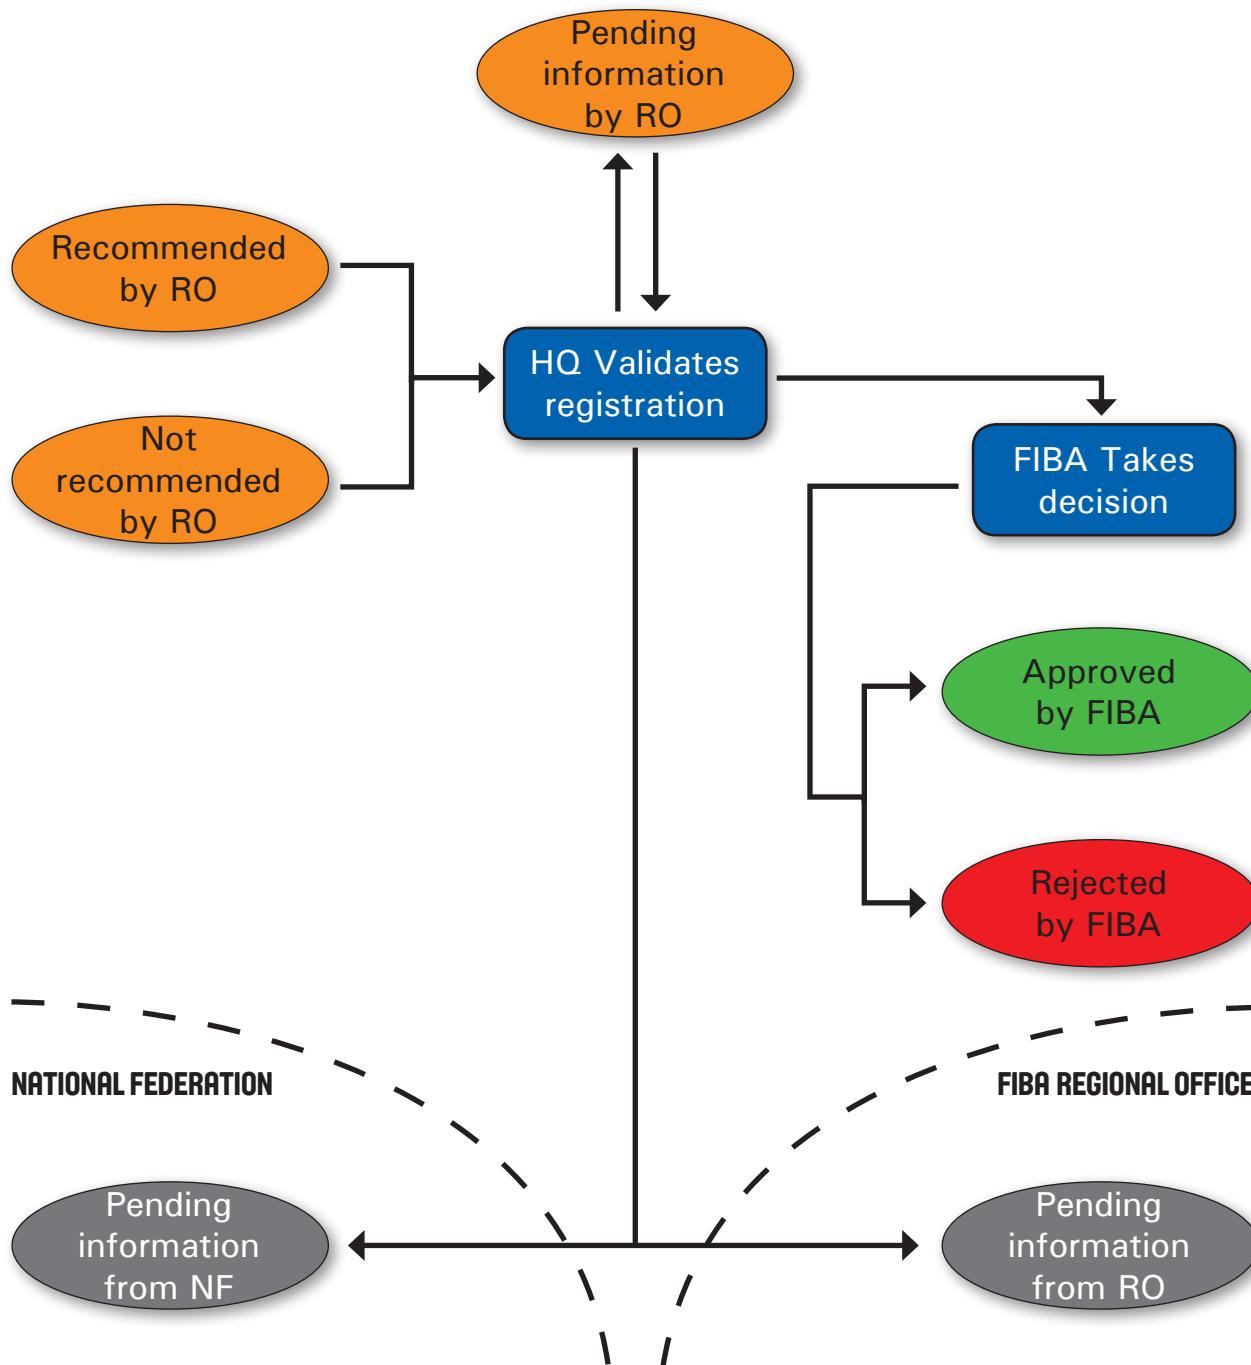 Pending
information
by RO
Recommended
by RO
HQ Validates
registration
Not
recommended
by RO
FIBA Takes
decision
Approved
by FIBA
Rejected
by FIBA
NATIONAL FEDERATION
FIBA REGIONAL OFFICE
Pending
information
from NF
Pending
information
from RO